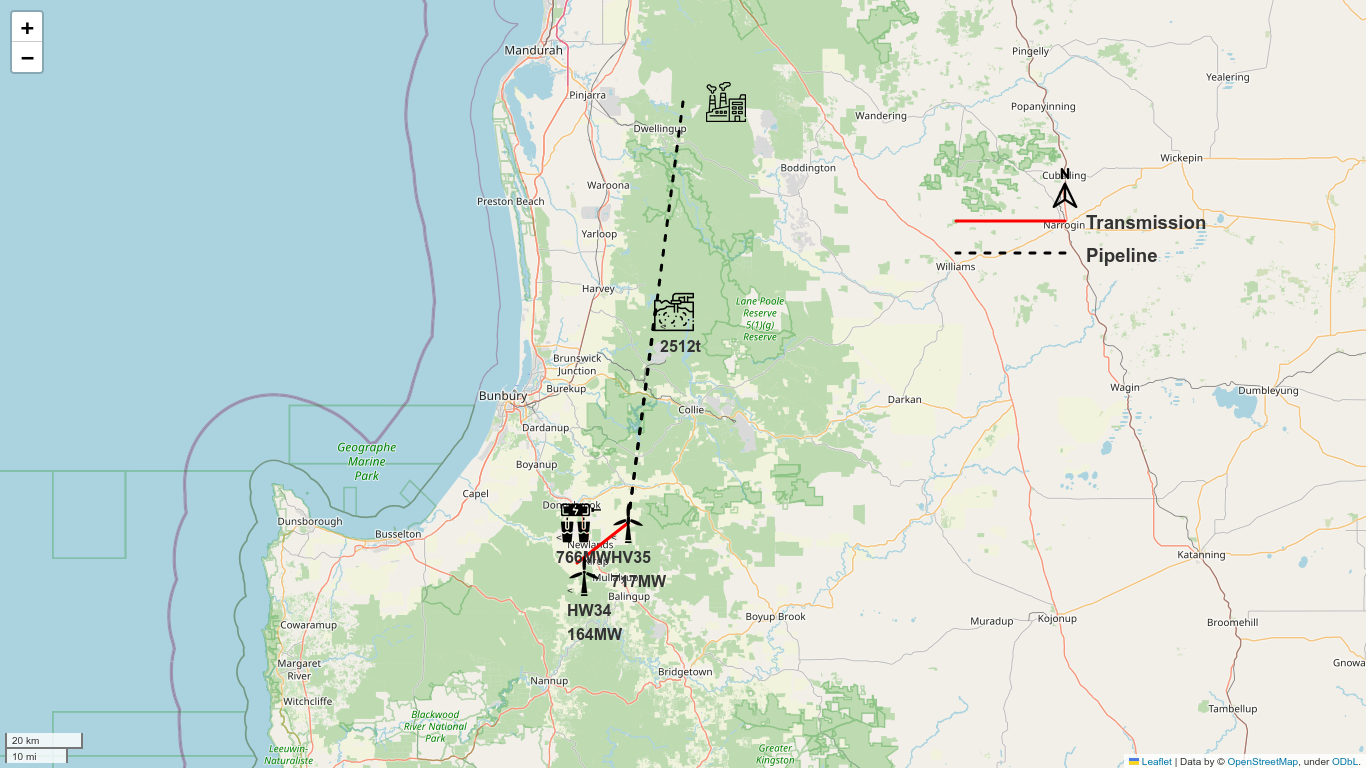 +
−
Mandurah
Pingelly
Yealering
Pinjarra
Popanyinning
Wandering
Dwellingup
Wickepin
Boddington
N
Waroona
Preston Beach
Narrogin
Transmission
Yarloop
Pipeline
Williams
Harvey
Lane Poole
Reserve
5(1)(g)
Reserve
2512t
Brunswick
Junction
Burekup
Wagin
Dumbleyung
Bunbury
Darkan
Collie
Dardanup
Geographe
Marine
Park
Boyanup
Capel
Dunsborough
Busselton
Newlands
Katanning
766MW
HV35
717MW
Balingup
HW34
164MW
Boyup Brook
Muradup
Kojonup
Broomehill
Cowaramup
Margaret
River
Gnowa
Bridgetown
Nannup
Witchcliffe
Blackwood
River National
Park
Tambellup
Leeuwin-
Naturaliste
Greater
Kingston
20 km
10 mi
Leaflet | Data by © OpenStreetMap, under ODbL.